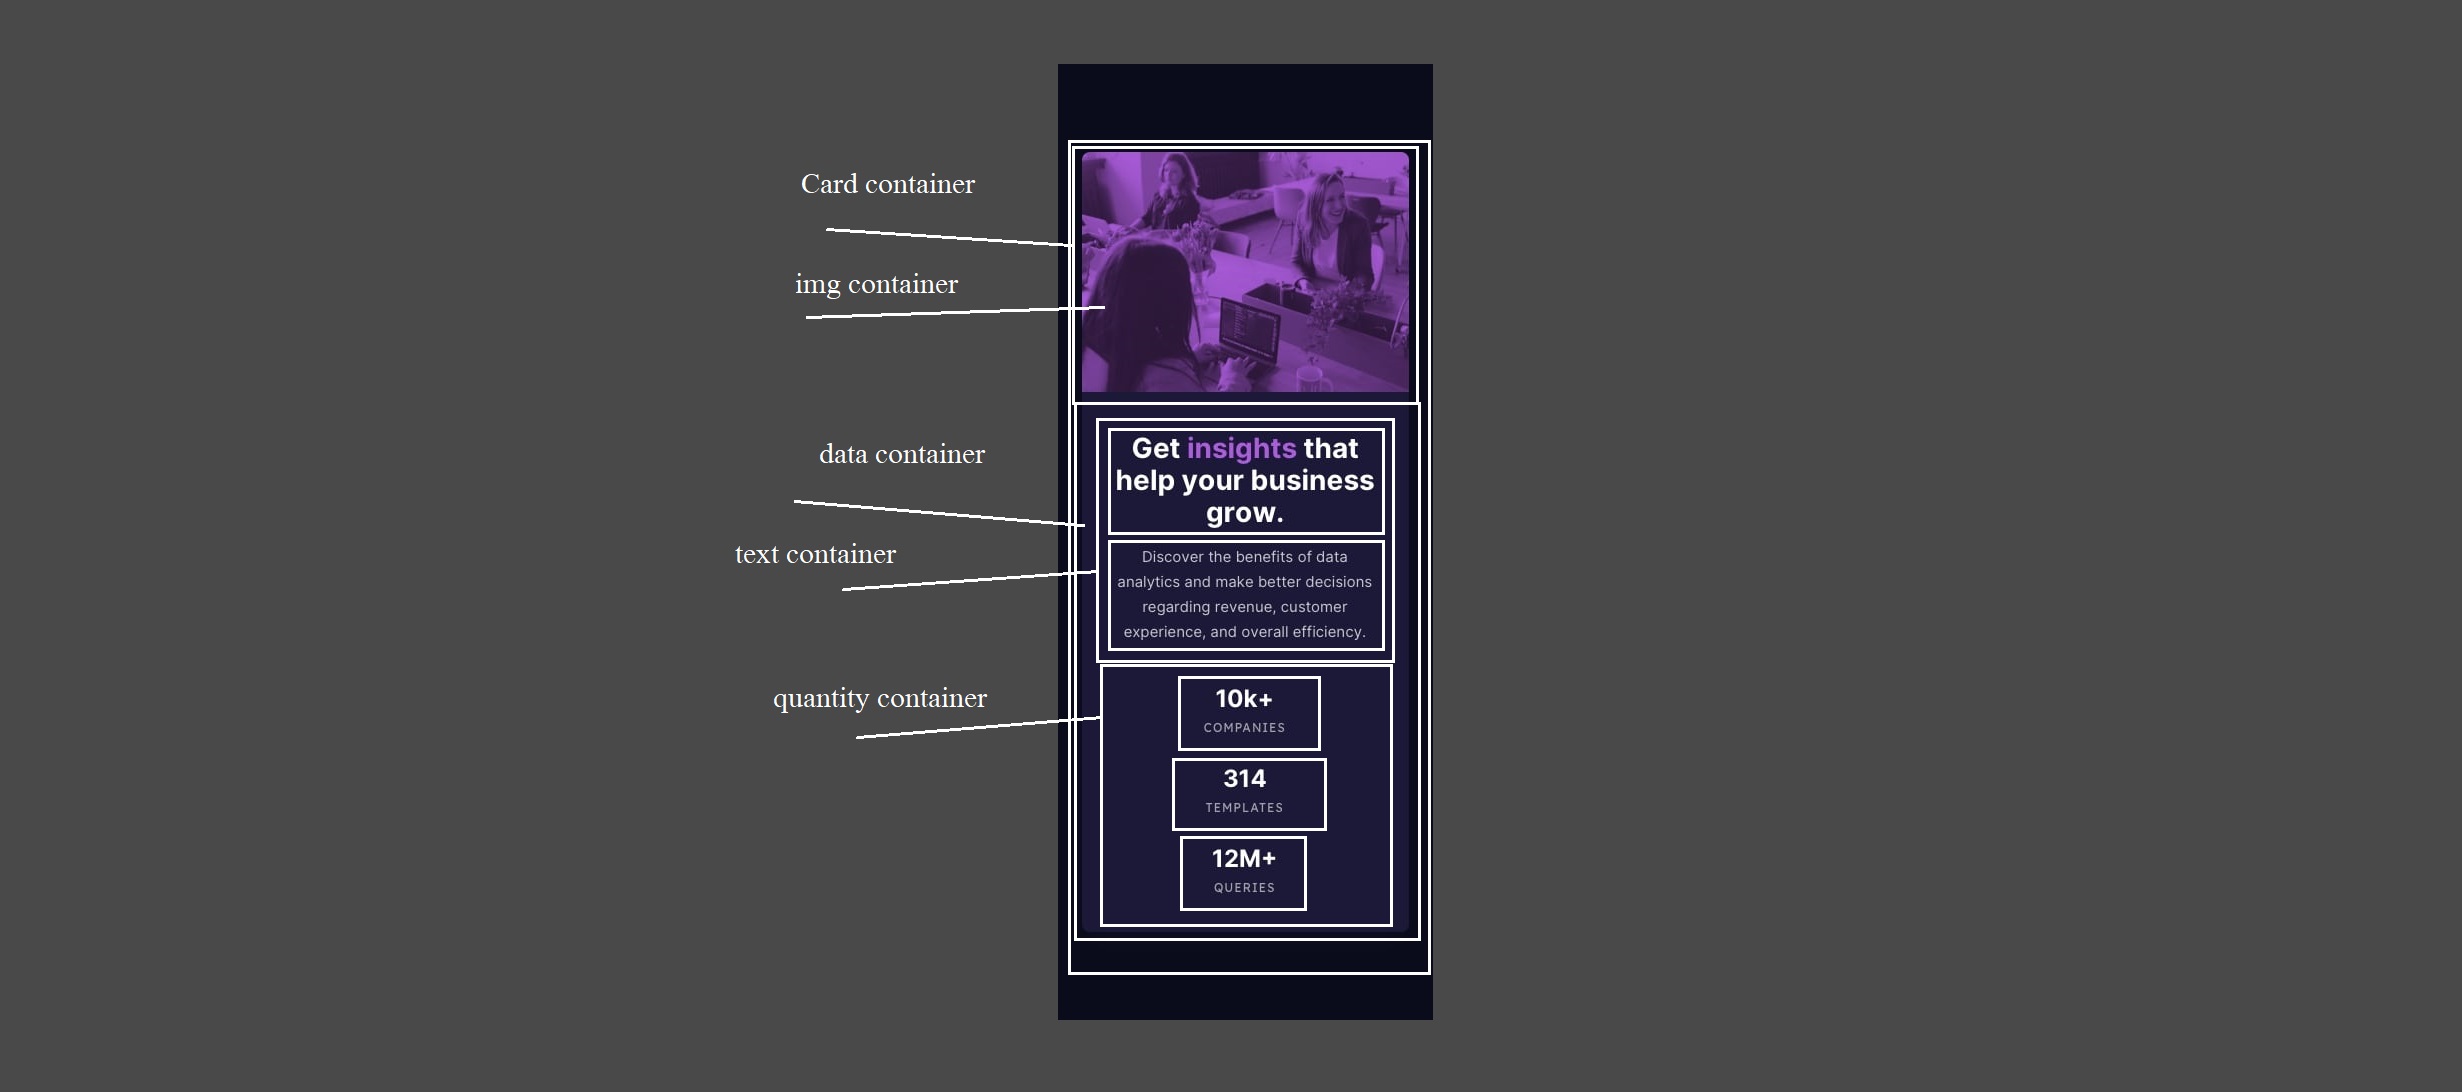 Card container
img container
data container
text container
quantity container
Get insights that
help your business
grow.
Discover the benefits of data
analytics and make better decisions
regarding revenue, customer
experience, and overall efficiency.
10k+
COMPANIES
314
TEMPLATES
12M+
QUERIES